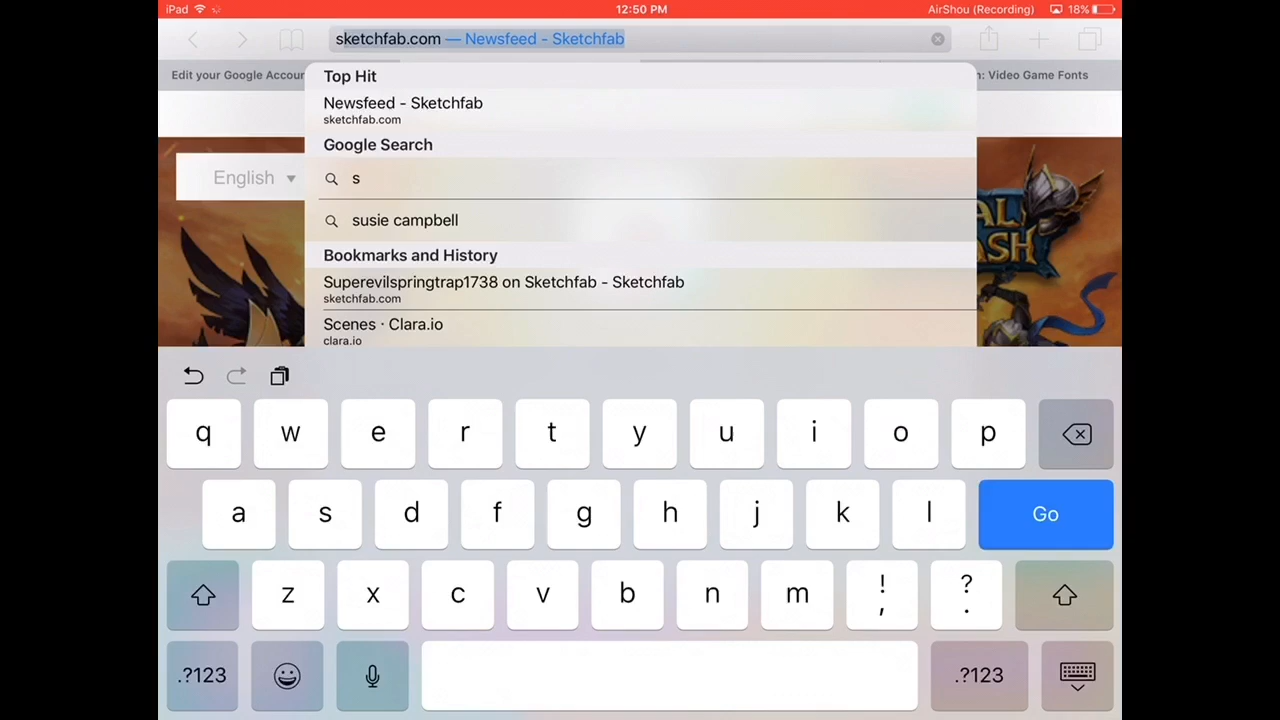 iPad 12:50 PM AirShou (Recording) 18%
sketchfab.com — Newsfeed - Sketchfab
Edit your Google Accoun
n: Video Game Fonts
Top Hit
Newsfeed - Sketchfab
sketchfab.com
Google Search
English
s
susie campbell
Bookmarks and History
Superevilspringtrap1738 on Sketchfab - Sketchfab
sketchfab.com
Scenes · Clara.io
clara.io
q w e r t y u i o p
a s d f g h j k l Go
z x c v b n m ! , ? .
.?123 .?123